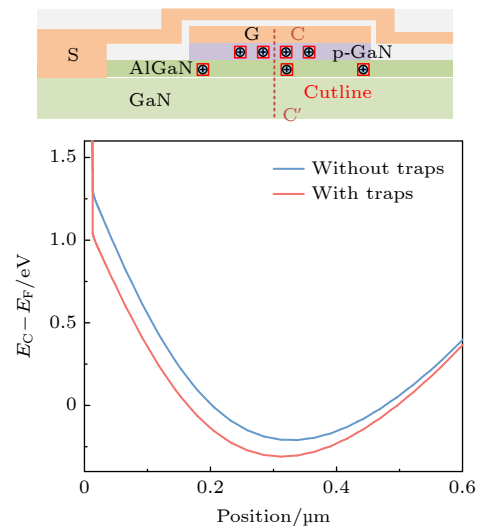 G C
S
p-GaN
AlGaN
Cutline
GaN
C′
Without traps
With traps
1.5
1.0
0.5
0
E_C−E_F/eV
0 0.2 0.4 0.6
Position/μm